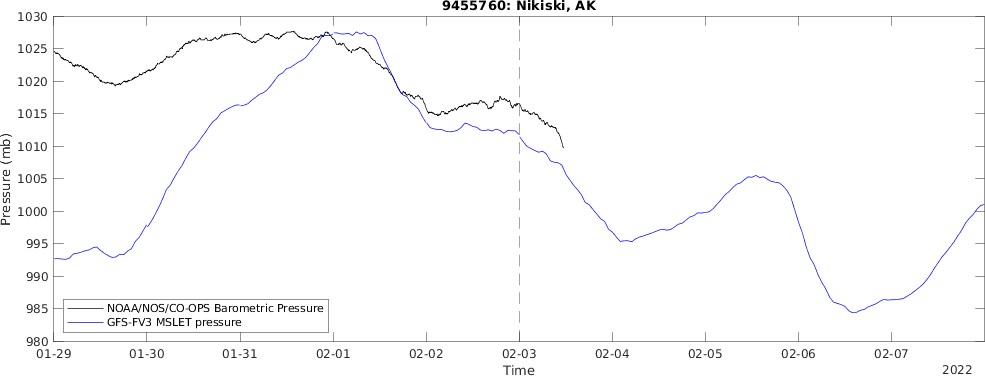 9455760: Nikiski, AK
1030
1025
1020
1015
1010
1005
1000
995
990
985
980
Pressure (mb)
NOAA/NOS/CO-OPS Barometric Pressure
GFS-FV3 MSLET pressure
01-29 01-30 01-31 02-01 02-02 02-03 02-04 02-05 02-06 02-07
Time
2022